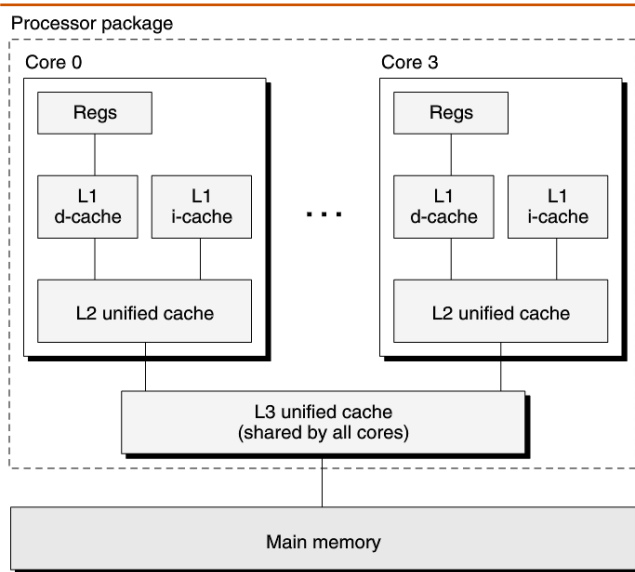 Processor package
Core 0
Core 3
Regs
Regs
L1
d-cache
L1
i-cache
...
L1
d-cache
L1
i-cache
L2 unified cache
L2 unified cache
L3 unified cache
(shared by all cores)
Main memory